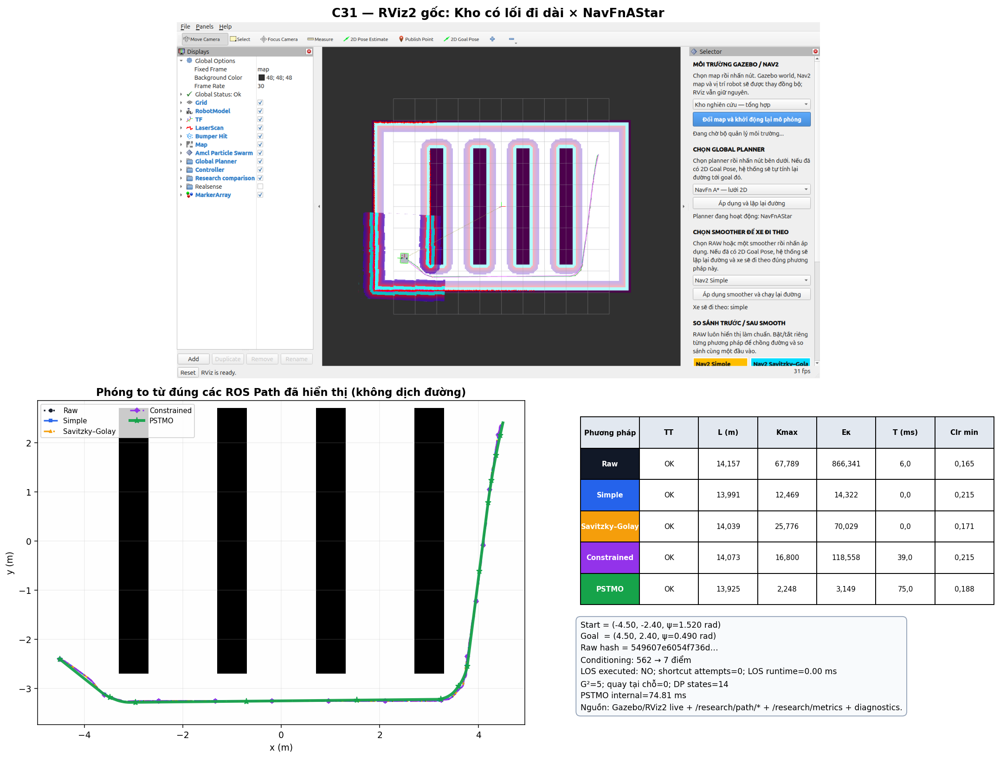 C31 — RViz2 gốc: Kho có lối đi dài × NavFnAStar
File Panels Help
Move Camera Select Focus Camera Measure 2D Pose Estimate Publish Point 2D Goal Pose
Displays
Global Options
Fixed Frame map
Background Color 48; 48; 48
Frame Rate 30
Global Status: Ok
Grid
RobotModel
TF
LaserScan
Bumper Hit
Map
Amcl Particle Swarm
Global Planner
Controller
Research comparison
Realsense
MarkerArray
Add Duplicate Remove Rename
Reset RViz is ready.
31 fps
Selector
MÔI TRƯỜNG GAZEBO / NAV2
Chọn map rồi nhấn nút. Gazebo world, Nav2
map và vị trí robot sẽ được thay đồng bộ;
RViz vẫn giữ nguyên.
Kho nghiên cứu — tổng hợp
Đổi map và khởi động lại mô phỏng
Đang chờ bộ quản lý môi trường...
CHỌN GLOBAL PLANNER
Chọn planner rồi nhấn nút bên dưới. Nếu đã
có 2D Goal Pose, hệ thống sẽ tự tính lại
đường tới goal đó.
NavFn A* — lưới 2D
Áp dụng và lập lại đường
Planner đang hoạt động: NavFnAStar
CHỌN SMOOTHER ĐỂ XE ĐI THEO
Chọn RAW hoặc một smoother rồi nhấn áp
dụng. Nếu đã có 2D Goal Pose, hệ thống sẽ
lập lại đường và xe sẽ đi theo đúng phương
pháp này.
Nav2 Simple
Áp dụng smoother và chạy lại đường
Xe sẽ đi theo: simple
SO SÁNH TRƯỚC / SAU SMOOTH
RAW luôn hiển thị làm chuẩn. Bật/tắt riêng
từng phương pháp để chồng đường và so
sánh cùng một đầu vào.
Nav2 Simple Nav2 Savitzky–Gola
Phóng to từ đúng các ROS Path đã hiển thị (không dịch đường)
Raw
Simple
Savitzky–Golay
Constrained
PSTMO
2
1
0
−1
−2
−3
y (m)
−4 −2 0 2 4
x (m)
Phương pháp TT L (m) Kmax Eκ T (ms) Clr min
Raw OK 14,157 67,789 866,341 6,0 0,165
Simple OK 13,991 12,469 14,322 0,0 0,215
Savitzky–Golay OK 14,039 25,776 70,029 0,0 0,171
Constrained OK 14,073 16,800 118,558 39,0 0,215
PSTMO OK 13,925 2,248 3,149 75,0 0,188
Start = (-4.50, -2.40, ψ=1.520 rad)
Goal = (4.50, 2.40, ψ=0.490 rad)
Raw hash = 549607e6054f736d…
Conditioning: 562 → 7 điểm
LOS executed: NO; shortcut attempts=0; LOS runtime=0.00 ms
G²=5; quay tại chỗ=0; DP states=14
PSTMO internal=74.81 ms
Nguồn: Gazebo/RViz2 live + /research/path/* + /research/metrics + diagnostics.